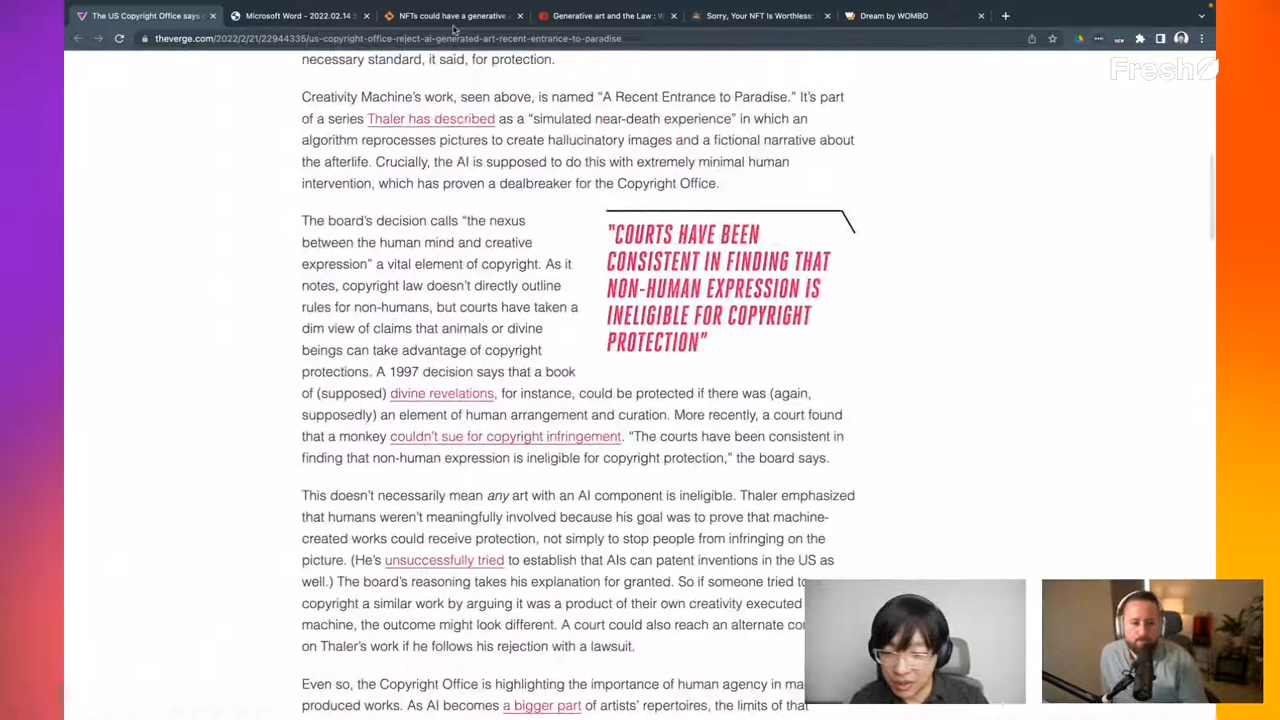 The US Copyright Office says
Microsoft Word - 2022.02.14
NFTs could have a generative
Generative art and the Law : W
Sorry, Your NFT Is Worthless:
Dream by WOMBO
theverge.com/2022/2/21/22944335/us-copyright-office-reject-ai-generated-art-recent-entrance-to-paradise
Fresh
necessary standard, it said, for protection.
Creativity Machine's work, seen above, is named “A Recent Entrance to Paradise.” It's part
of a series Thaler has described as a “simulated near-death experience” in which an
algorithm reprocesses pictures to create hallucinatory images and a fictional narrative about
the afterlife. Crucially, the AI is supposed to do this with extremely minimal human
intervention, which has proven a dealbreaker for the Copyright Office.
The board's decision calls “the nexus
between the human mind and creative
expression” a vital element of copyright. As it
notes, copyright law doesn't directly outline
rules for non-humans, but courts have taken a
dim view of claims that animals or divine
beings can take advantage of copyright
protections. A 1997 decision says that a book
"COURTS HAVE BEEN
CONSISTENT IN FINDING THAT
NON-HUMAN EXPRESSION IS
INELIGIBLE FOR COPYRIGHT
PROTECTION"
of (supposed) divine revelations, for instance, could be protected if there was (again,
supposedly) an element of human arrangement and curation. More recently, a court found
that a monkey couldn't sue for copyright infringement. “The courts have been consistent in
finding that non-human expression is ineligible for copyright protection,” the board says.
This doesn't necessarily mean any art with an AI component is ineligible. Thaler emphasized
that humans weren't meaningfully involved because his goal was to prove that machine-
created works could receive protection, not simply to stop people from infringing on the
picture. (He's unsuccessfully tried to establish that AIs can patent inventions in the US as
well.) The board's reasoning takes his explanation for granted. So if someone tried to
copyright a similar work by arguing it was a product of their own creativity executed
machine, the outcome might look different. A court could also reach an alternate
on Thaler's work if he follows his rejection with a lawsuit.
Even so, the Copyright Office is highlighting the importance of human agency in
produced works. As AI becomes a bigger part of artists' repertoires, the limits of that